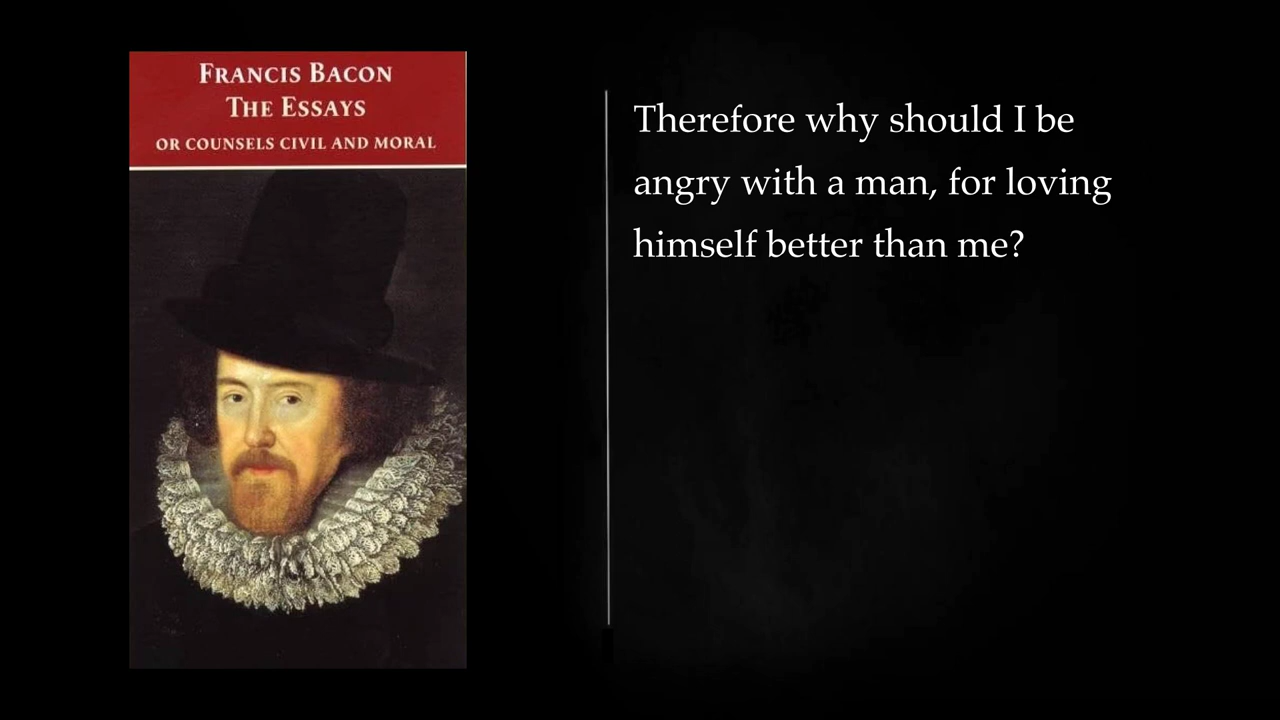 FRANCIS BACON
THE ESSAYS
OR COUNSELS CIVIL AND MORAL
Therefore why should I be
angry with a man, for loving
himself better than me?